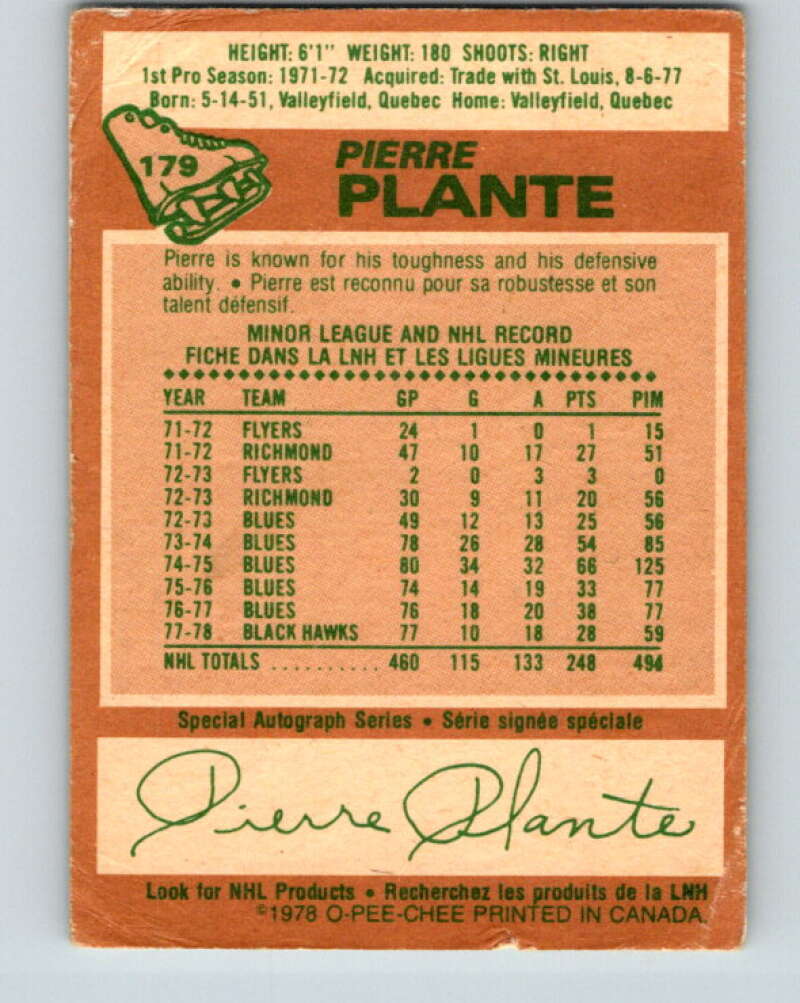 HEIGHT: 6'1" WEIGHT: 180 SHOOTS: RIGHT
1st Pro Season: 1971-72 Acquired: Trade with St. Louis, 8-6-77
Born: 5-14-51, Valleyfield, Quebec Home: Valleyfield, Quebec
179
PIERRE
PLANTE
Pierre is known for his toughness and his defensive
ability. • Pierre est reconnu pour sa robustesse et son
talent défensif.
MINOR LEAGUE AND NHL RECORD
FICHE DANS LA LNH ET LES LIGUES MINEURES
YEAR TEAM GP G A PTS PIM
71-72 FLYERS 24 1 0 1 15
71-72 RICHMOND 47 10 17 27 51
72-73 FLYERS 2 0 3 3 0
72-73 RICHMOND 30 9 11 20 56
72-73 BLUES 49 12 13 25 56
73-74 BLUES 78 26 28 54 85
74-75 BLUES 80 34 32 66 125
75-76 BLUES 74 14 19 33 77
76-77 BLUES 76 18 20 38 77
77-78 BLACK HAWKS 77 10 18 28 59
NHL TOTALS .......... 460 115 133 248 494
Special Autograph Series • Série signée spéciale
Pierre Plante
Look for NHL Products • Recherchez les produits de la LNH
©1978 O-PEE-CHEE PRINTED IN CANADA.